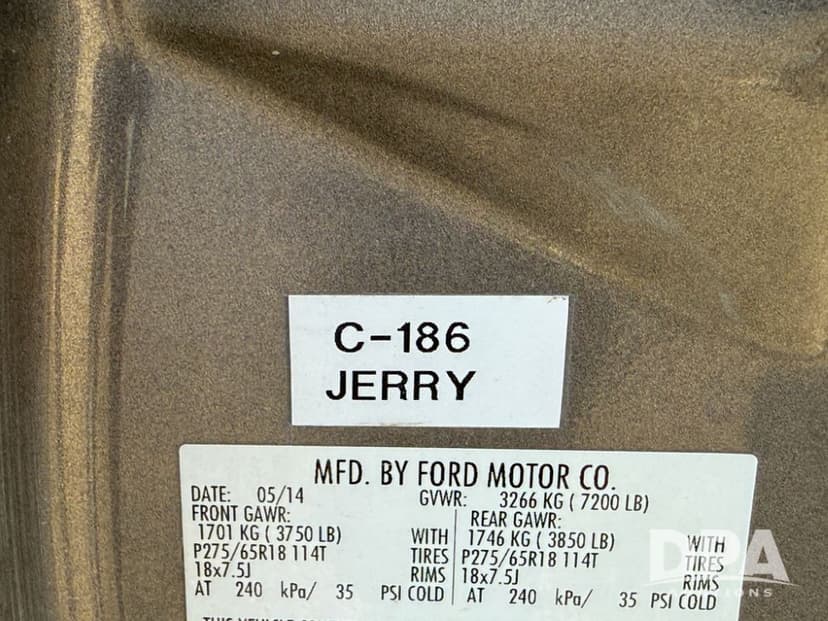 C-186
JERRY
MFD. BY FORD MOTOR CO.
DATE: 05/14 GVWR: 3266 KG ( 7200 LB)
FRONT GAWR: REAR GAWR:
1701 KG ( 3750 LB) WITH 1746 KG ( 3850 LB) WITH
P275/65R18 114T TIRES P275/65R18 114T TIRES
18x7.5J RIMS 18x7.5J RIMS
AT 240 kPa/ 35 PSI COLD AT 240 kPa/ 35 PSI COLD
THIS VEHICLE
DPA